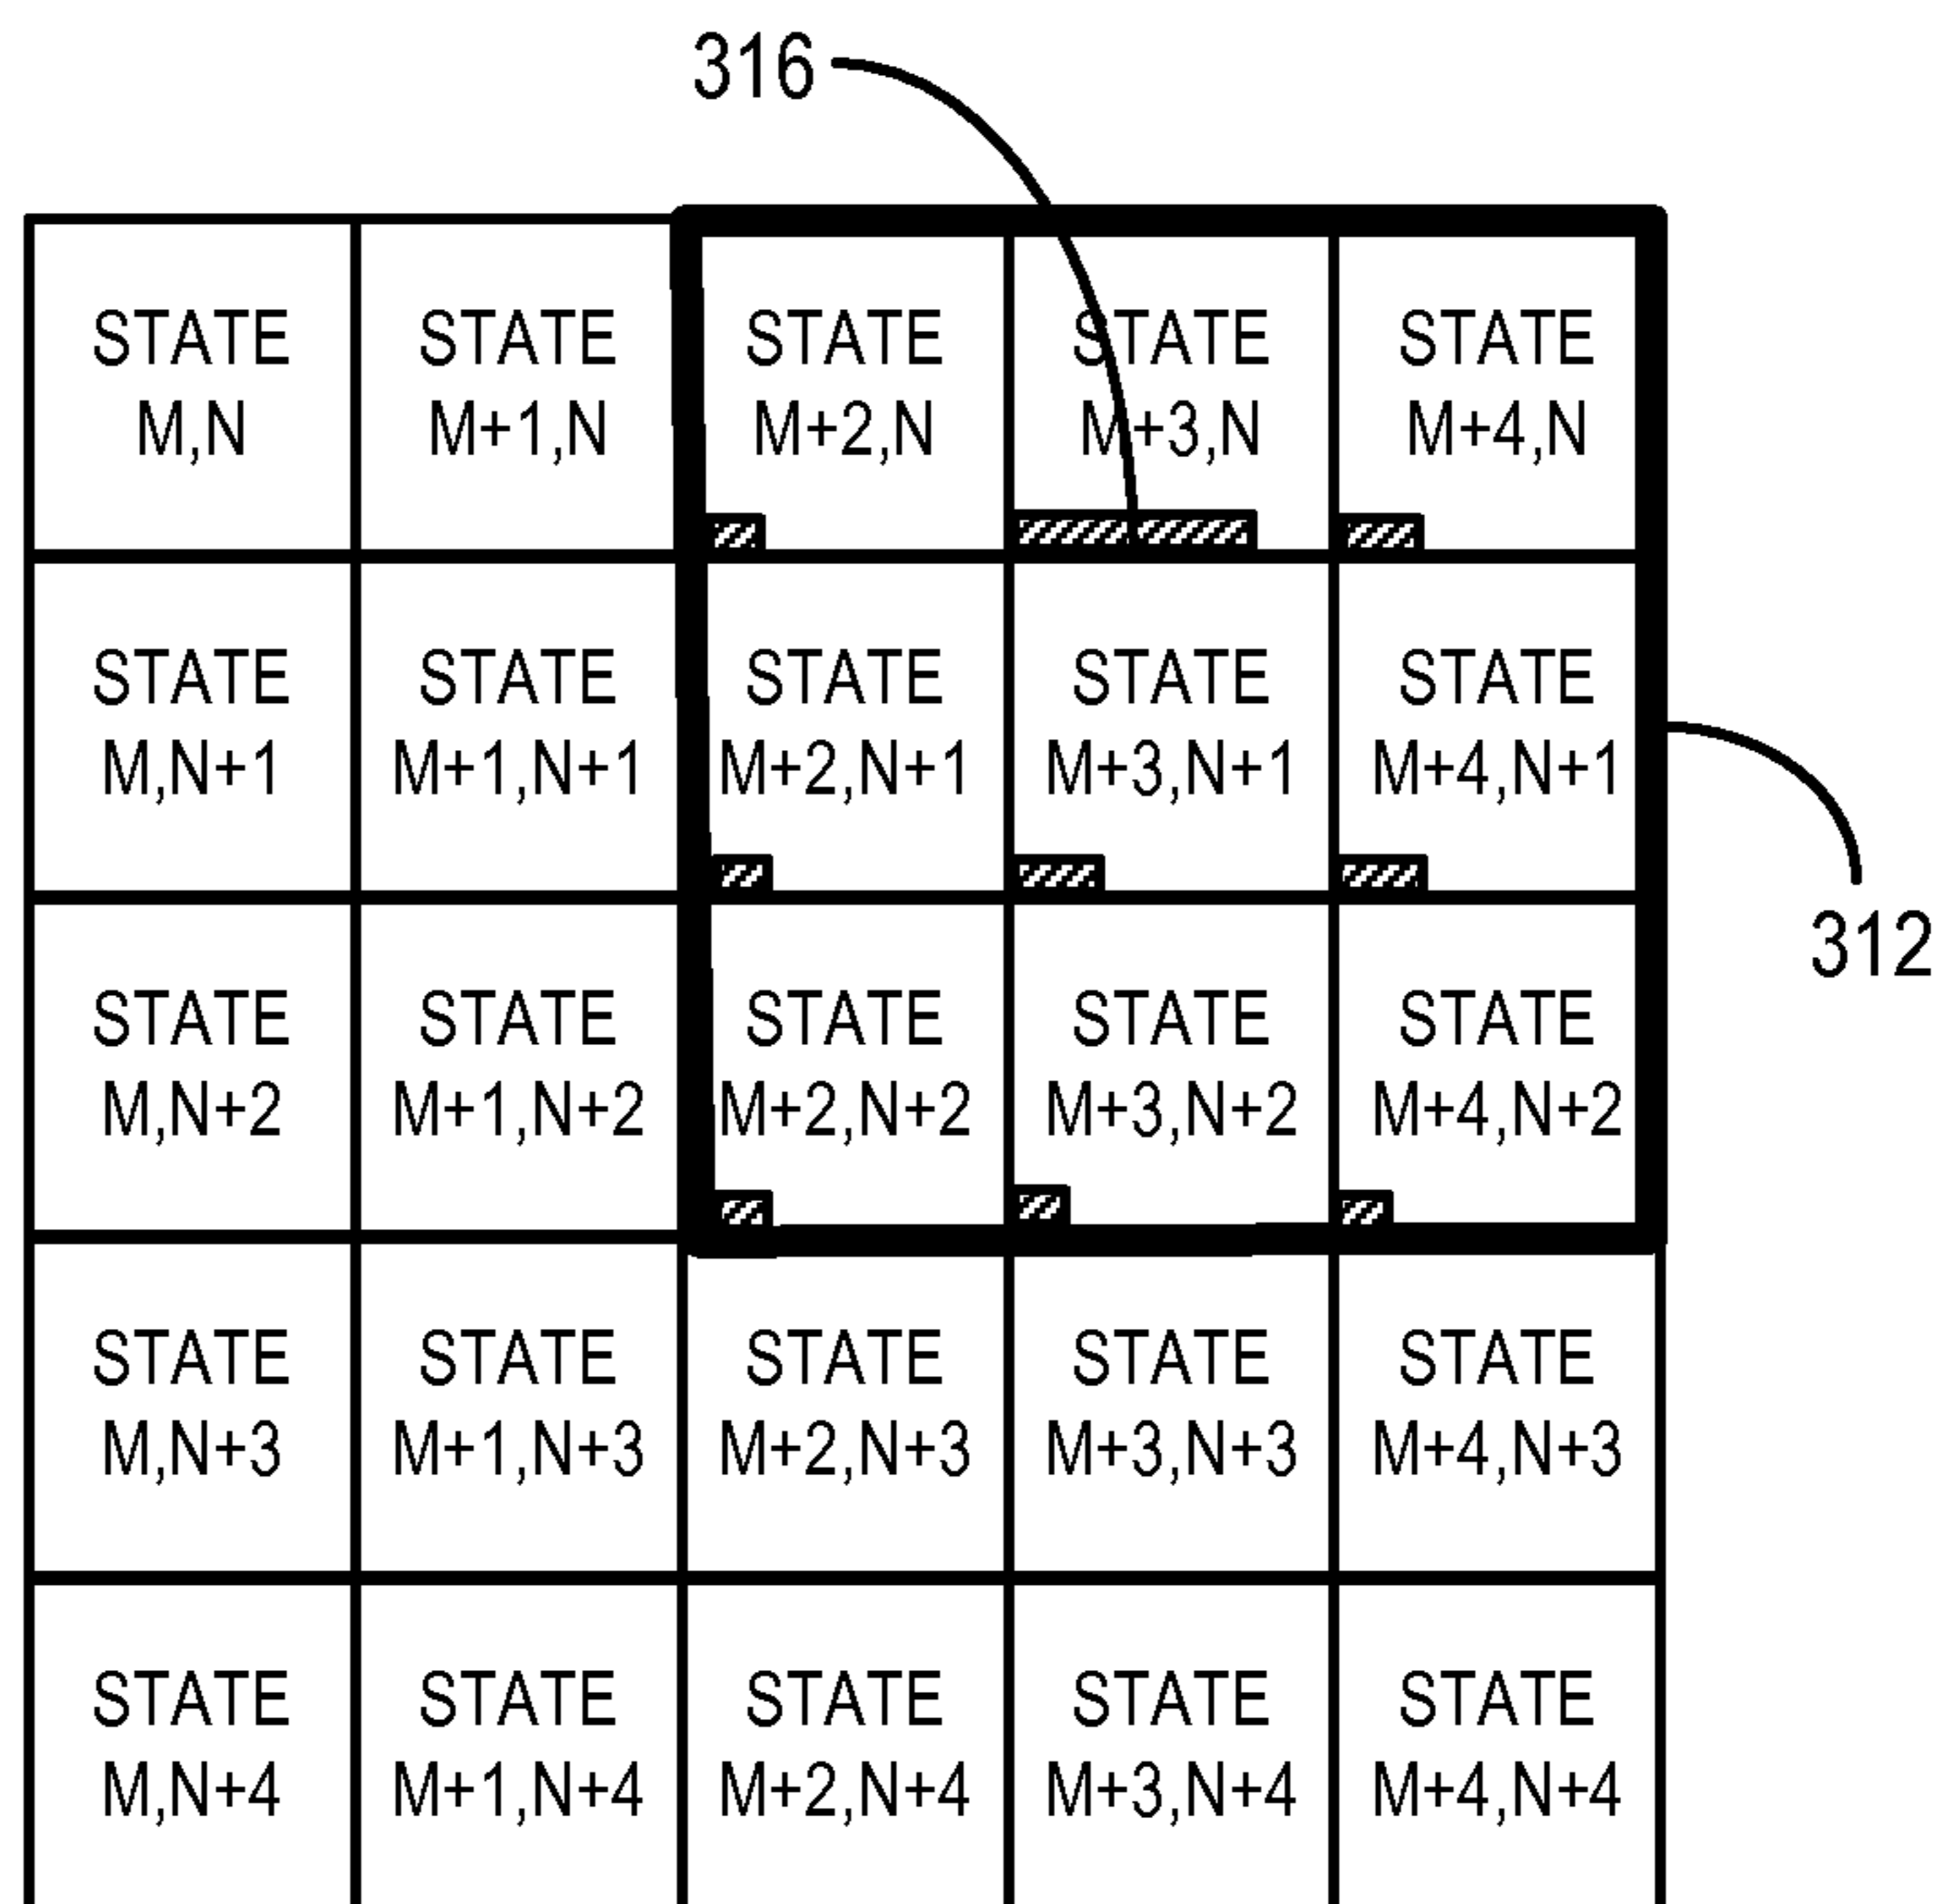 316
STATE STATE STATE STATE STATE
M,N M+1,N M+2,N M+3,N M+4,N
STATE STATE STATE STATE STATE
M,N+1 M+1,N+1 M+2,N+1 M+3,N+1 M+4,N+1
312
STATE STATE STATE STATE STATE
M,N+2 M+1,N+2 M+2,N+2 M+3,N+2 M+4,N+2
STATE STATE STATE STATE STATE
M,N+3 M+1,N+3 M+2,N+3 M+3,N+3 M+4,N+3
STATE STATE STATE STATE STATE
M,N+4 M+1,N+4 M+2,N+4 M+3,N+4 M+4,N+4